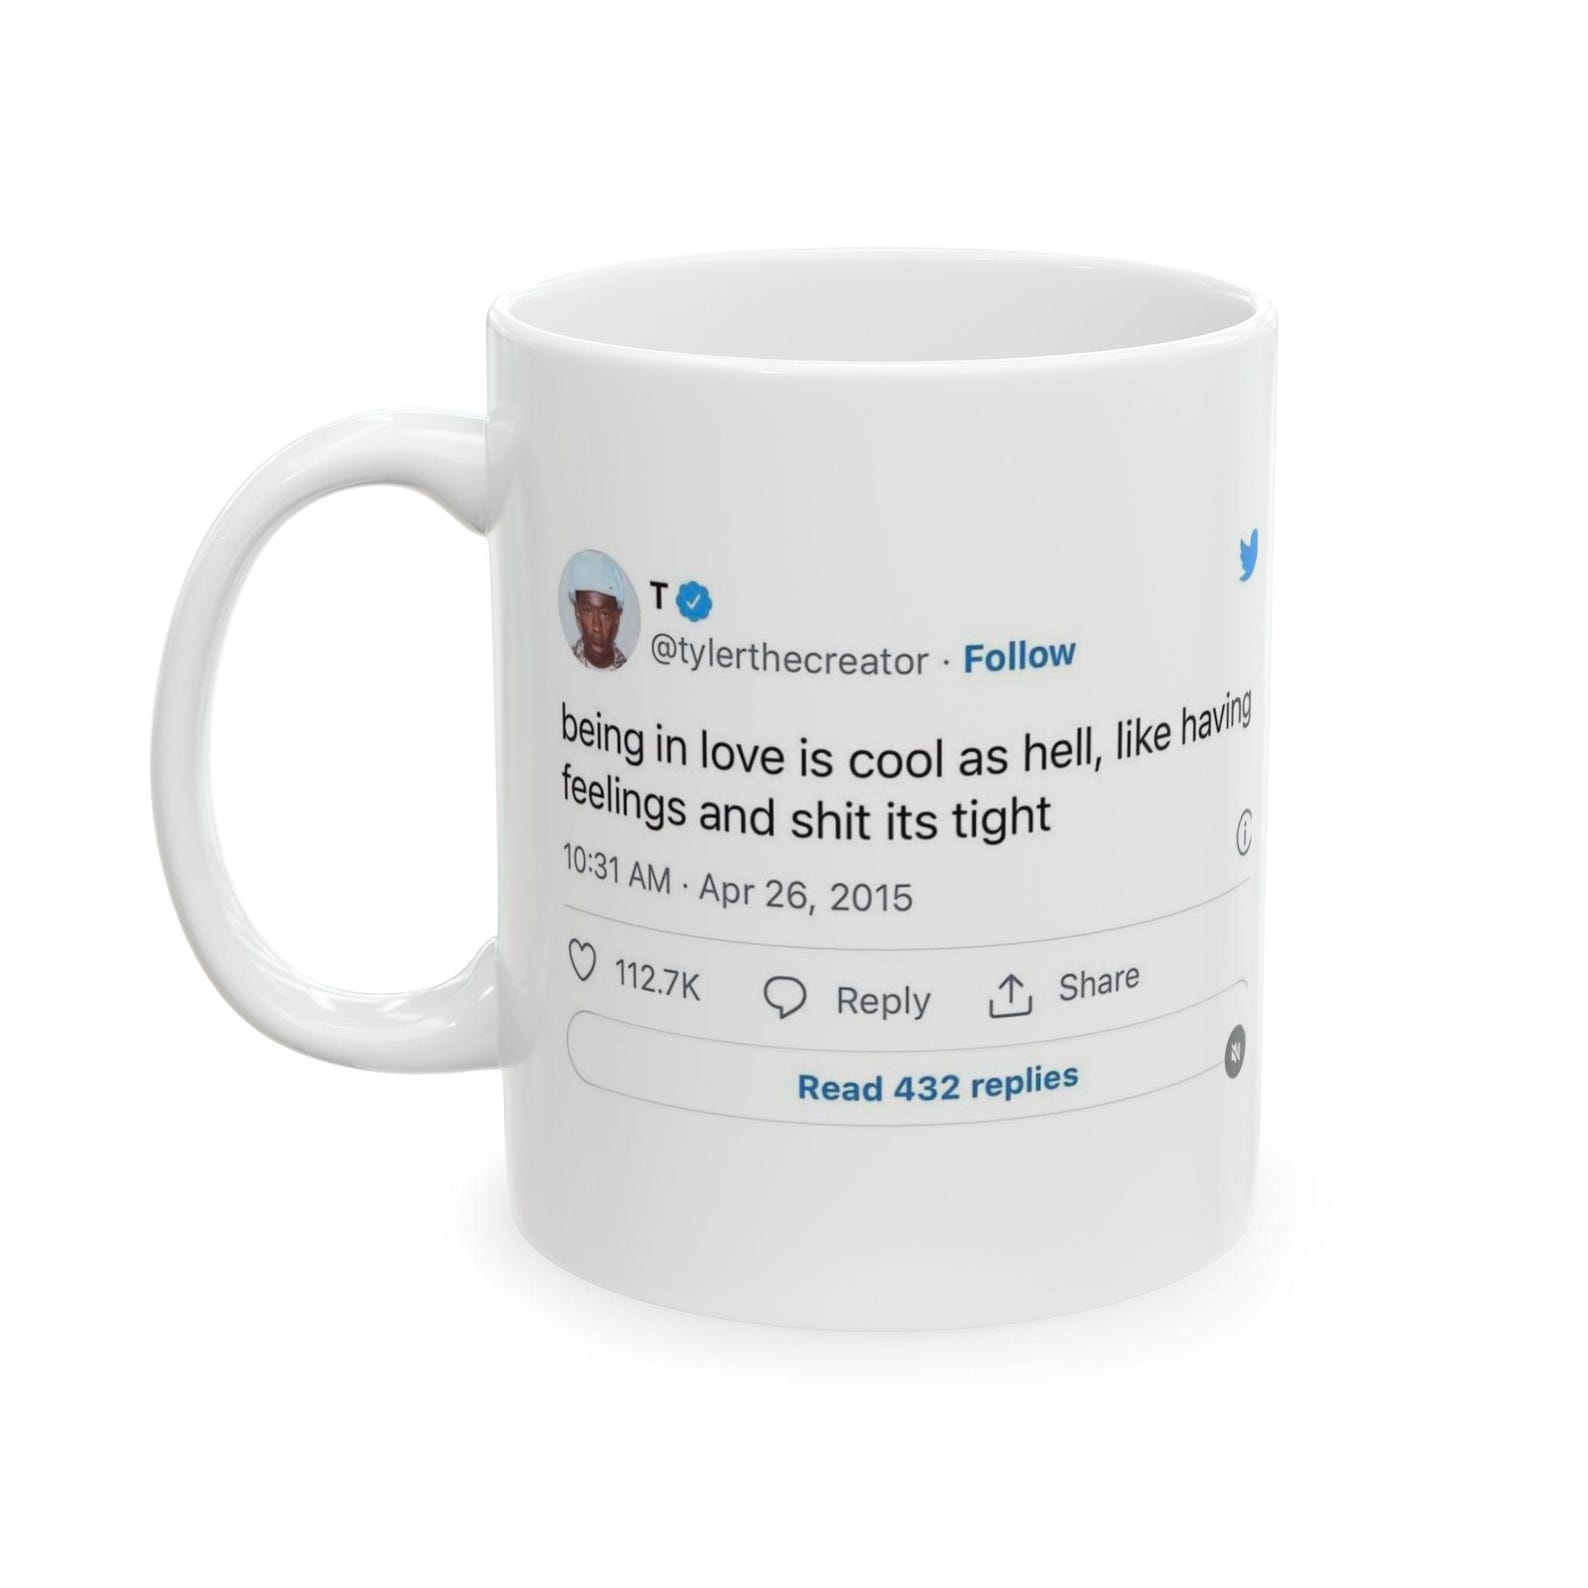 T
@tylerthecreator · Follow
being in love is cool as hell, like having
feelings and shit its tight
10:31 AM · Apr 26, 2015
112.7K Reply Share
Read 432 replies